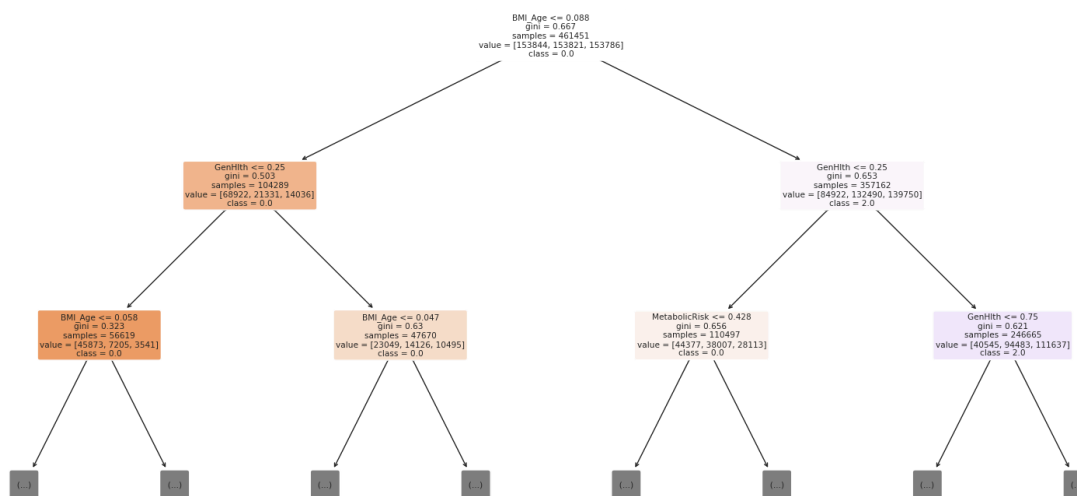 BMI_Age <= 0.088
gini = 0.667
samples = 461451
value = [153844, 153821, 153786]
class = 0.0
GenHlth <= 0.25
gini = 0.503
samples = 104289
value = [68922, 21331, 14036]
class = 0.0
GenHlth <= 0.25
gini = 0.653
samples = 357162
value = [84922, 132490, 139750]
class = 2.0
BMI_Age <= 0.058
gini = 0.323
samples = 56619
value = [45873, 7205, 3541]
class = 0.0
BMI_Age <= 0.047
gini = 0.63
samples = 47670
value = [23049, 14126, 10495]
class = 0.0
MetabolicRisk <= 0.428
gini = 0.656
samples = 110497
value = [44377, 38007, 28113]
class = 0.0
GenHlth <= 0.75
gini = 0.621
samples = 246665
value = [40545, 94483, 111637]
class = 2.0
(...)
(...)
(...)
(...)
(...)
(...)
(...)
(...)